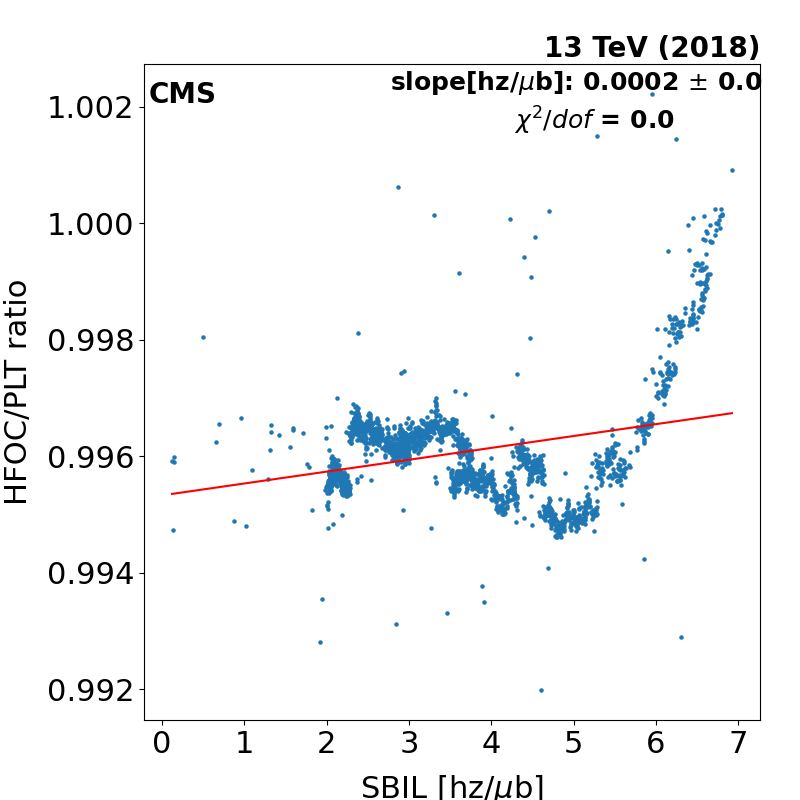 13 TeV (2018)
CMS
slope[hz/μb]: 0.0002 ± 0.0
χ²/dof = 0.0
HFOC/PLT ratio
1.002
1.000
0.998
0.996
0.994
0.992
0 1 2 3 4 5 6 7
SBIL [hz/μb]